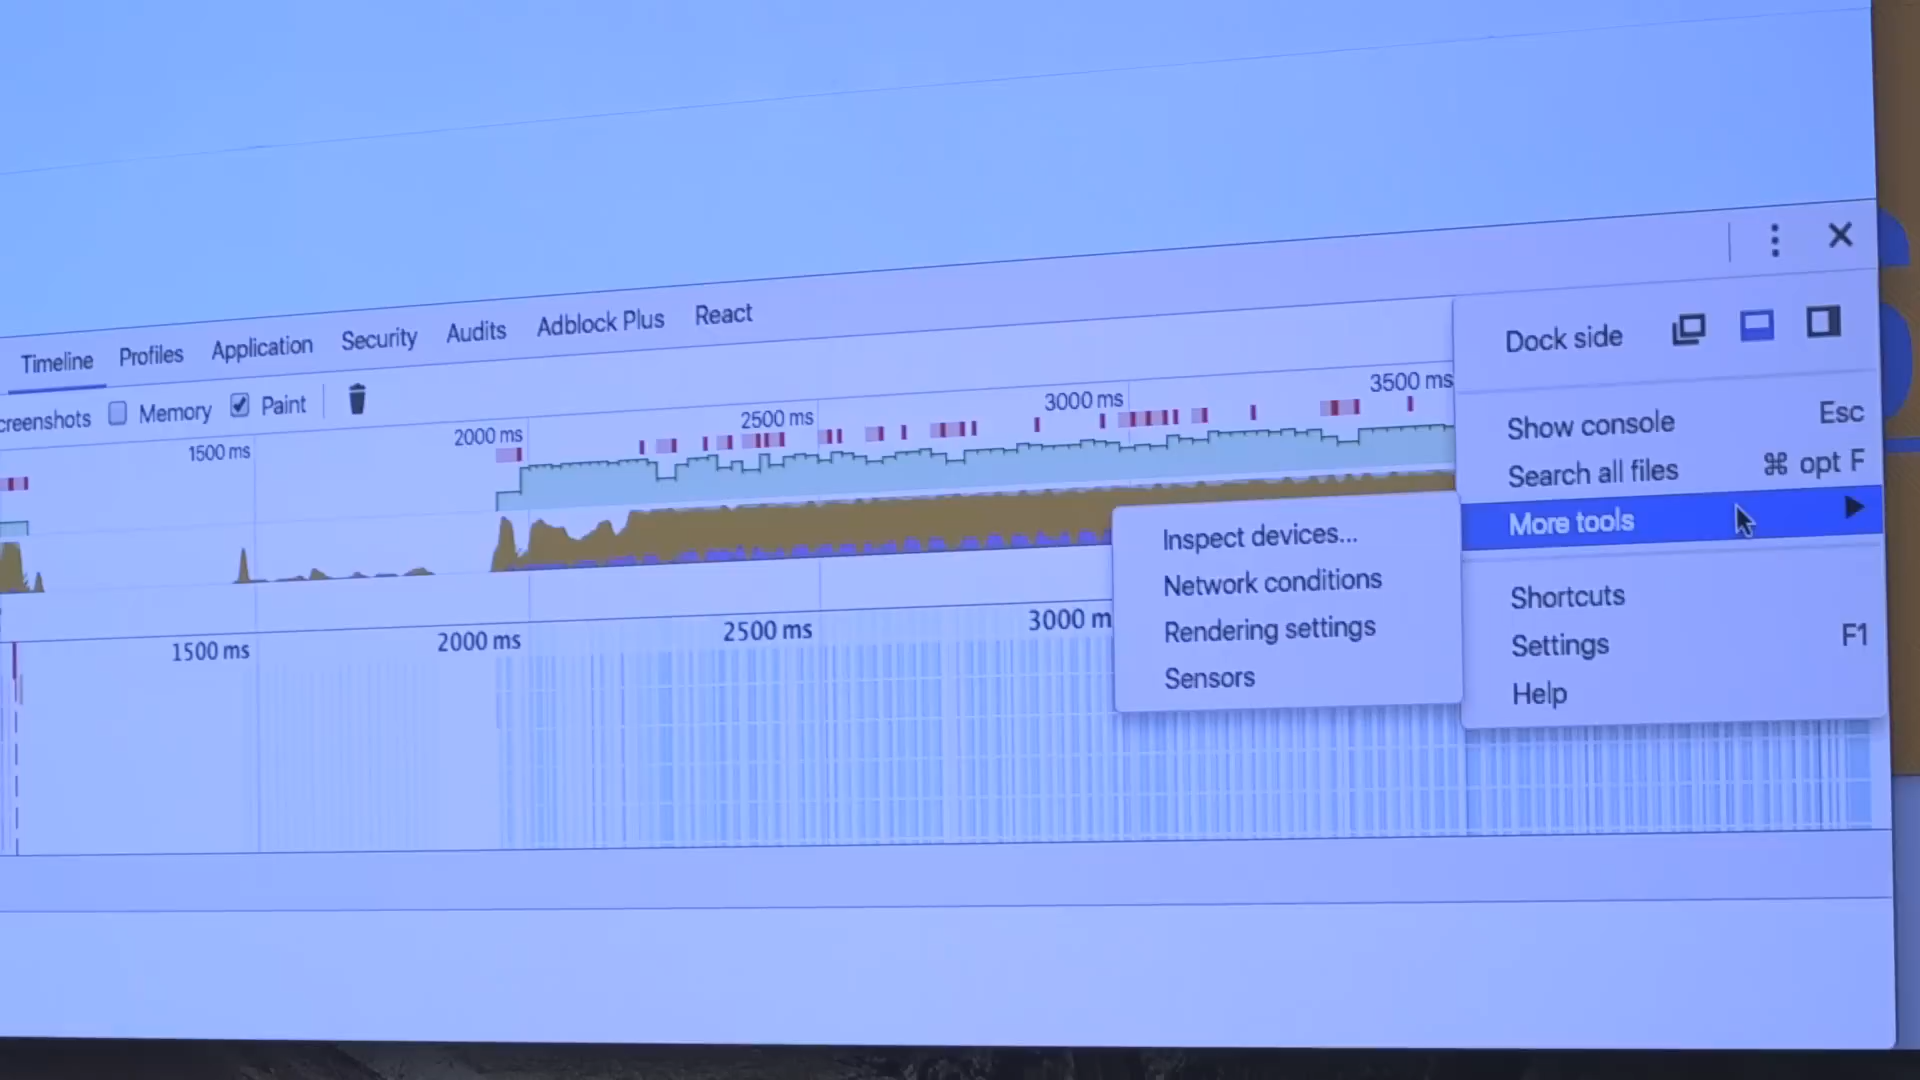 Timeline Profiles Application Security Audits Adblock Plus React
creenshots Memory Paint
1500 ms 2000 ms 2500 ms 3000 ms 3500 ms
1500 ms 2000 ms 2500 ms 3000 m
Dock side
Show console Esc
Search all files ⌘ opt F
More tools
Shortcuts
Settings F1
Help
Inspect devices...
Network conditions
Rendering settings
Sensors